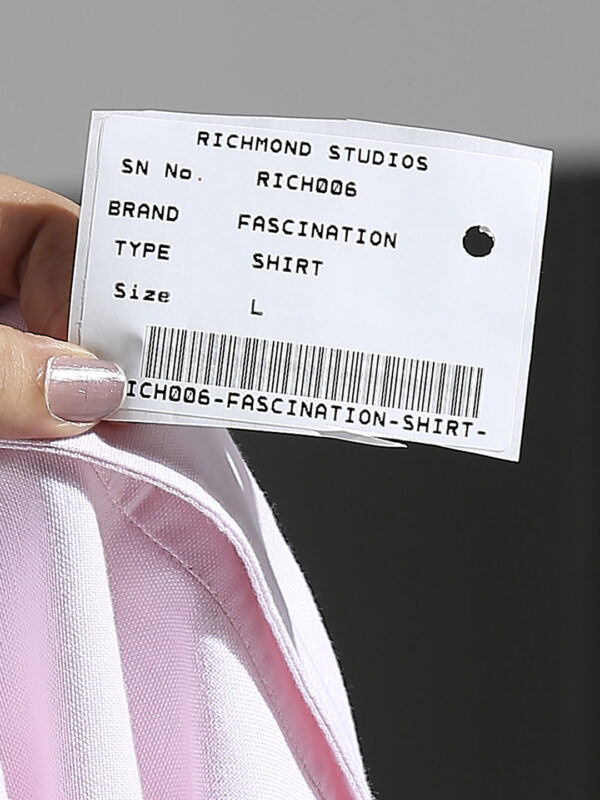 RICHMOND STUDIOS
SN No. RICH006
BRAND FASCINATION
TYPE SHIRT
Size L
ICH006-FASCINATION-SHIRT-